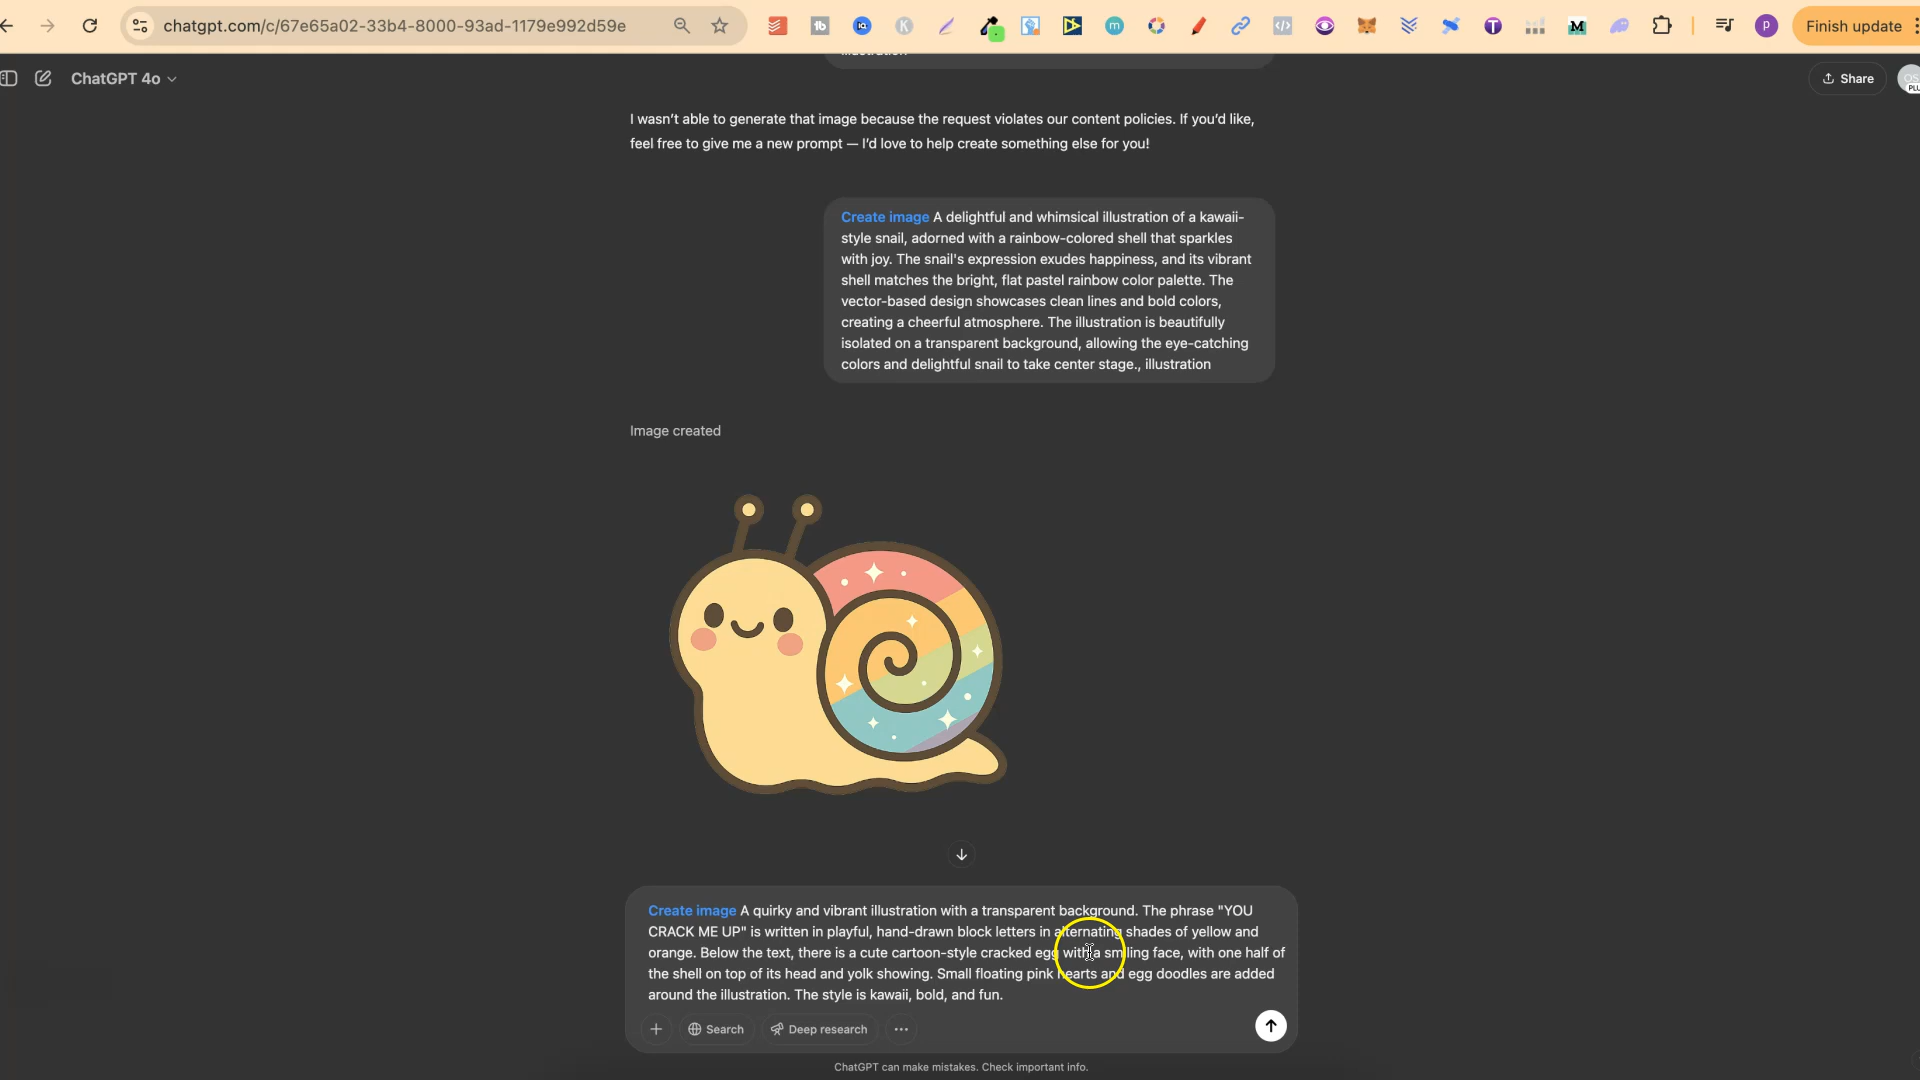 chatgpt.com/c/67e65a02-33b4-8000-93ad-1179e992d59e
Finish update
ChatGPT 4o
Share
PLU
I wasn't able to generate that image because the request violates our content policies. If you'd like,
feel free to give me a new prompt — I'd love to help create something else for you!
Create image A delightful and whimsical illustration of a kawaii-
style snail, adorned with a rainbow-colored shell that sparkles
with joy. The snail's expression exudes happiness, and its vibrant
shell matches the bright, flat pastel rainbow color palette. The
vector-based design showcases clean lines and bold colors,
creating a cheerful atmosphere. The illustration is beautifully
isolated on a transparent background, allowing the eye-catching
colors and delightful snail to take center stage., illustration
Image created
Create image A quirky and vibrant illustration with a transparent background. The phrase "YOU
CRACK ME UP" is written in playful, hand-drawn block letters in alternating shades of yellow and
orange. Below the text, there is a cute cartoon-style cracked egg with a smiling face, with one half of
the shell on top of its head and yolk showing. Small floating pink hearts and egg doodles are added
around the illustration. The style is kawaii, bold, and fun.
Search
Deep research
ChatGPT can make mistakes. Check important info.